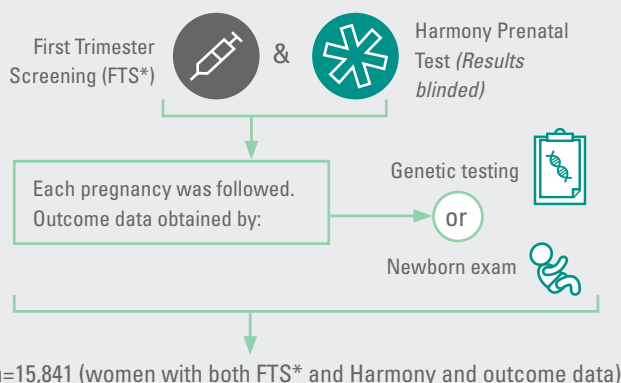 First Trimester
Screening (FTS*)
&
Harmony Prenatal
Test (Results
blinded)
Each pregnancy was followed.
Outcome data obtained by:
Genetic testing
or
Newborn exam
n=15,841 (women with both FTS* and Harmony and outcome data)